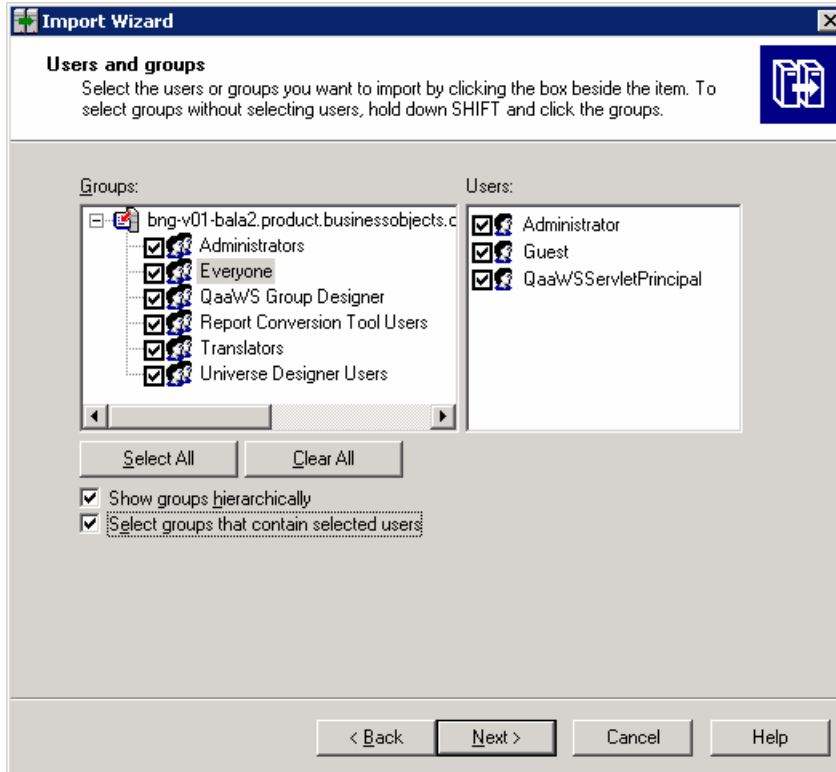 Import Wizard
Users and groups
Select the users or groups you want to import by clicking the box beside the item. To
select groups without selecting users, hold down SHIFT and click the groups.
Groups:
Users:
bng-v01-bala2.product.businessobjects.c
Administrators
Everyone
QaaWS Group Designer
Report Conversion Tool Users
Translators
Universe Designer Users
Administrator
Guest
QaaWSServletPrincipal
Select All
Clear All
Show groups hierarchically
Select groups that contain selected users
< Back
Next >
Cancel
Help